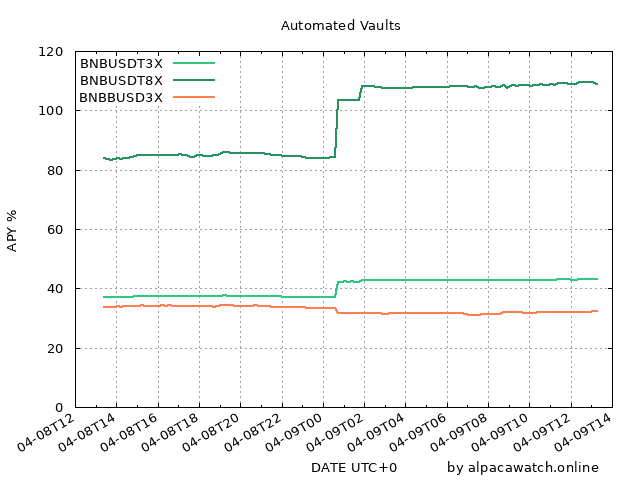 Automated Vaults
BNBUSDT3X
BNBUSDT8X
BNBBUSD3X
APY %
120
100
80
60
40
20
0
04-08T12
04-08T14
04-08T16
04-08T18
04-08T20
04-08T22
04-09T00
04-09T02
04-09T04
04-09T06
04-09T08
04-09T10
04-09T12
04-09T14
DATE UTC+0
by alpacawatch.online